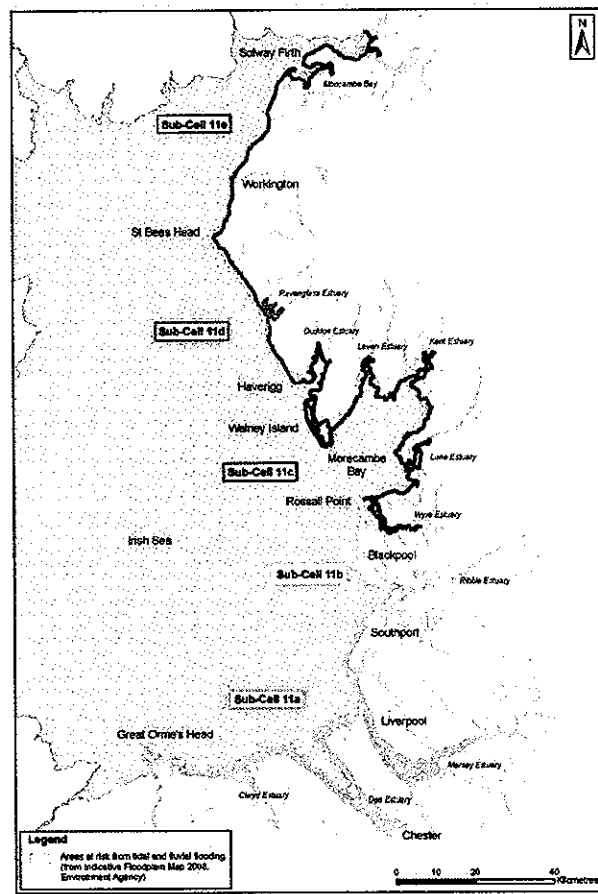 N
Solway Firth
Moricambe Bay
Sub-Cell 11e
Workington
St Bees Head
Ravenglass Estuary
Sub-Cell 11d
Duddon Estuary
Leven Estuary
Kent Estuary
Haverigg
Walney Island
Morecambe
Bay
Lune Estuary
Sub-Cell 11c
Rossall Point
Wyre Estuary
Irish Sea
Blackpool
Sub-Cell 11b
Ribble Estuary
Southport
Sub-Cell 11a
Liverpool
Great Orme's Head
Mersey Estuary
Clwyd Estuary
Dee Estuary
Chester
Legend
Areas at risk from tidal and fluvial flooding
(from Indicative Floodplain Map 2008,
Environment Agency)
0 10 20 40
Kilometres